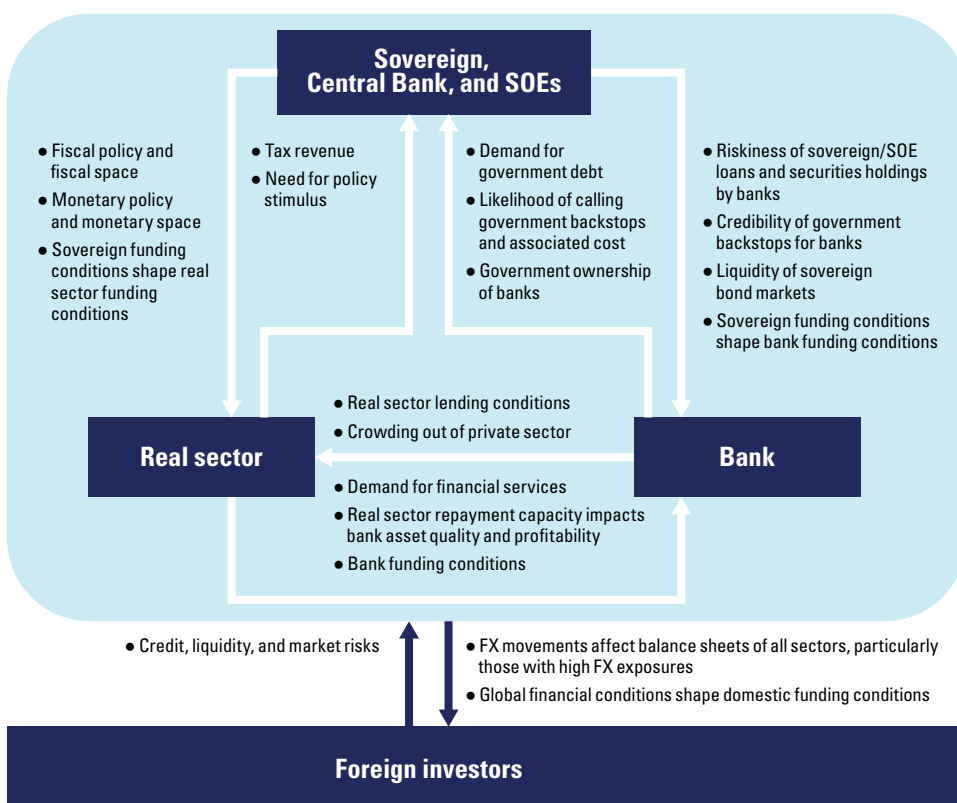 Sovereign,
Central Bank, and SOEs
● Fiscal policy and
fiscal space
● Monetary policy
and monetary space
● Sovereign funding
conditions shape real
sector funding
conditions
● Tax revenue
● Need for policy
stimulus
● Demand for
government debt
● Likelihood of calling
government backstops
and associated cost
● Government ownership
of banks
● Riskiness of sovereign/SOE
loans and securities holdings
by banks
● Credibility of government
backstops for banks
● Liquidity of sovereign
bond markets
● Sovereign funding conditions
shape bank funding conditions
● Real sector lending conditions
● Crowding out of private sector
Real sector
Bank
● Demand for financial services
● Real sector repayment capacity impacts
bank asset quality and profitability
● Bank funding conditions
● Credit, liquidity, and market risks
● FX movements affect balance sheets of all sectors, particularly
those with high FX exposures
● Global financial conditions shape domestic funding conditions
Foreign investors